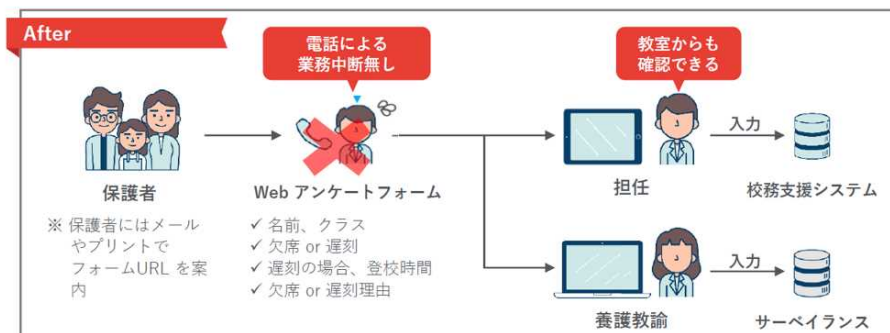 After
電話による
業務中断無し
教室からも
確認できる
保護者
※ 保護者にはメール
やプリントで
フォームURL を案
内
Web アンケートフォーム
✓ 名前、クラス
✓ 欠席 or 遅刻
✓ 遅刻の場合、登校時間
✓ 欠席 or 遅刻理由
担任
入力
校務支援システム
養護教諭
入力
サーベイランス